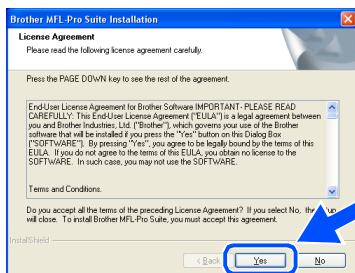 Brother MFL-Pro Suite Installation
License Agreement
Please read the following license agreement carefully.
Press the PAGE DOWN key to see the rest of the agreement.
End-User License Agreement for Brother Software IMPORTANT- PLEASE READ
CAREFULLY: This End-User License Agreement ("EULA") is a legal agreement between
you and Brother Industries, Ltd. ("Brother"), which governs your use of the Brother
software that will be installed if you press the "Yes" button on this Dialog Box
("SOFTWARE"). By pressing "Yes", you agree to be legally bound by the terms of this
EULA. If you do not agree to the terms of this EULA, you obtain no license to the
SOFTWARE. In such case, you may not use the SOFTWARE.
Terms and Conditions.
Do you accept all the terms of the preceding License Agreement? If you select No, the
will close. To install Brother MFL-Pro Suite, you must accept this agreement.
InstallShield
< Back
Yes
No